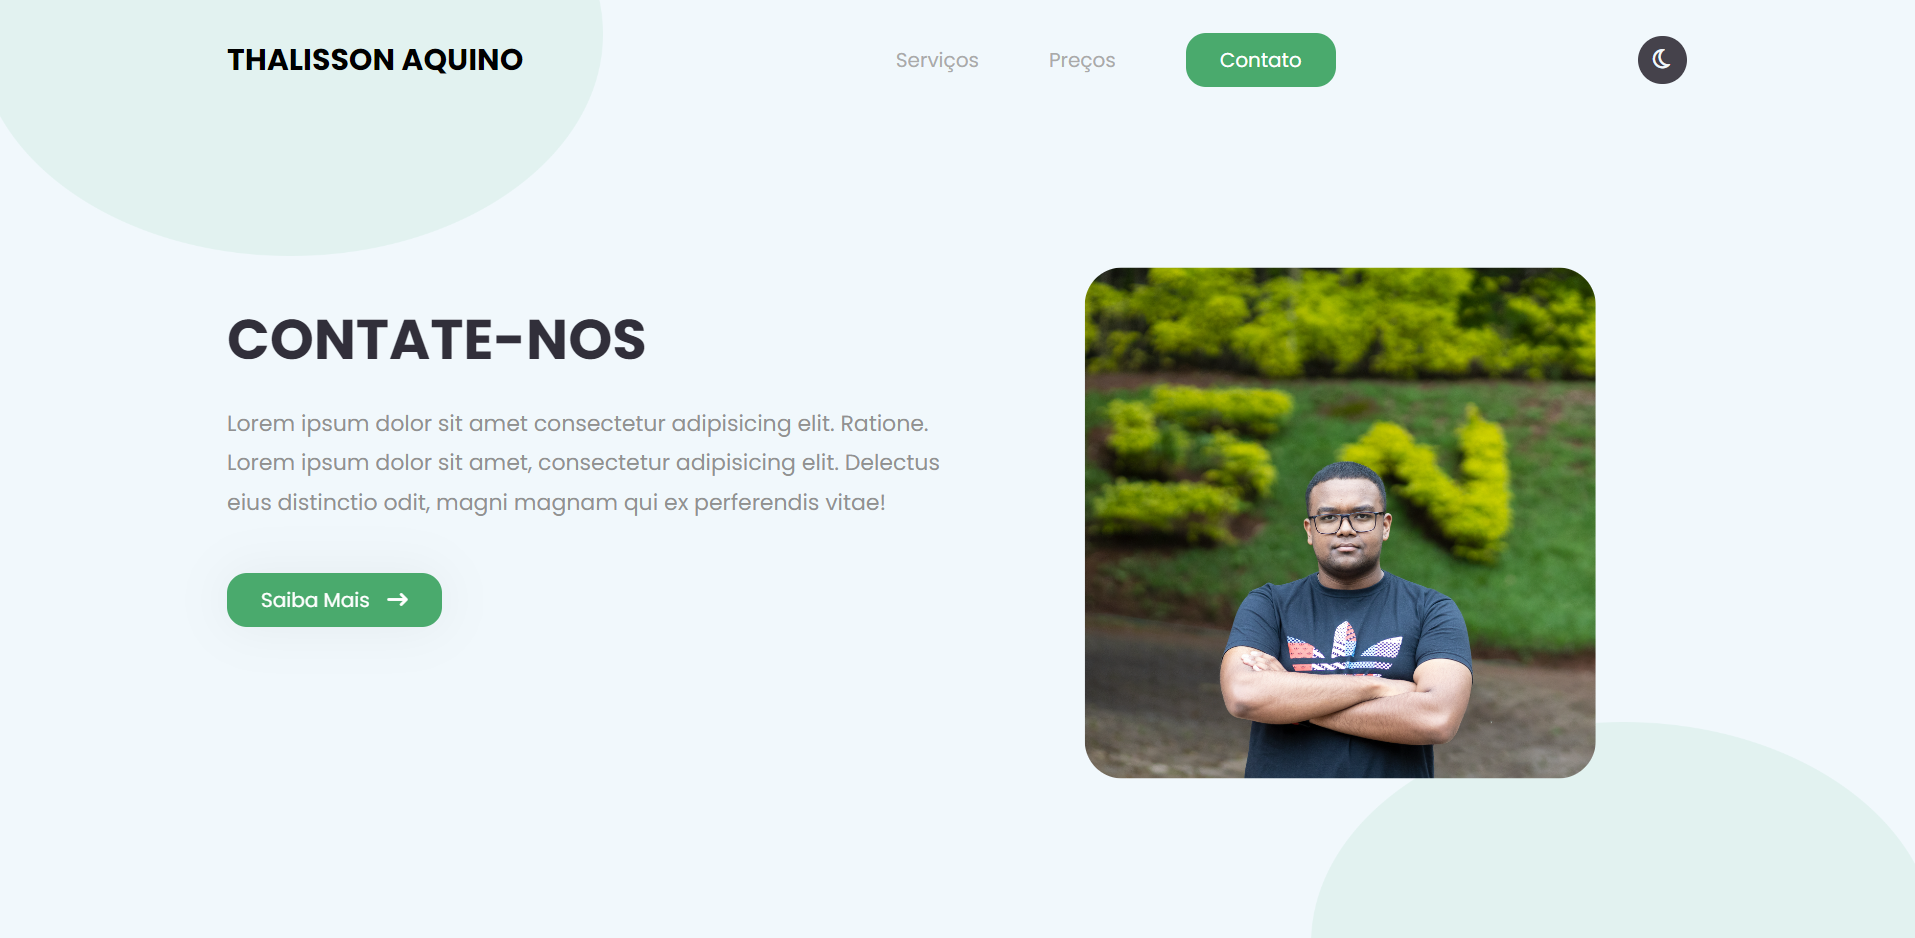 THALISSON AQUINO
Serviços
Preços
Contato
CONTATE-NOS
Lorem ipsum dolor sit amet consectetur adipisicing elit. Ratione.
Lorem ipsum dolor sit amet, consectetur adipisicing elit. Delectus
eius distinctio odit, magni magnam qui ex perferendis vitae!
Saiba Mais